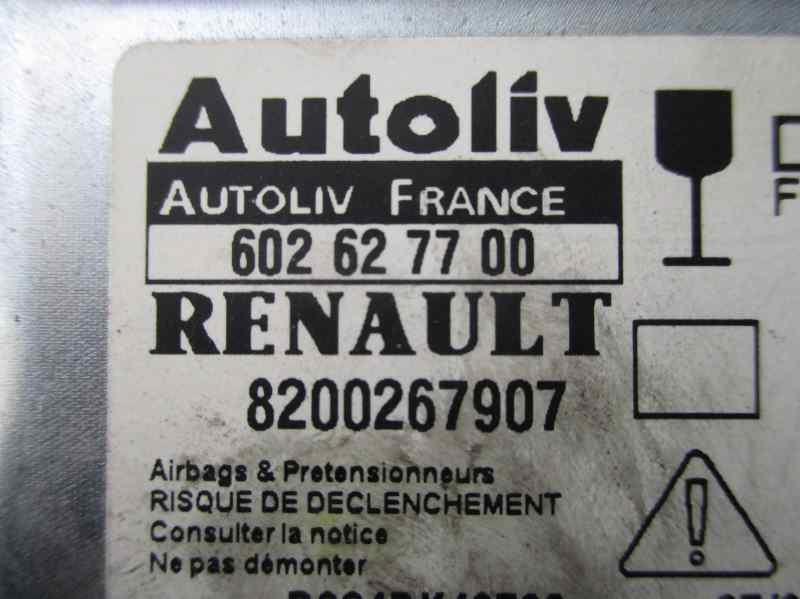 Autoliv
AUTOLIV FRANCE
602 62 77 00
RENAULT
8200267907
Airbags & Pretensionneurs
RISQUE DE DECLENCHEMENT
Consulter la notice
Ne pas démonter